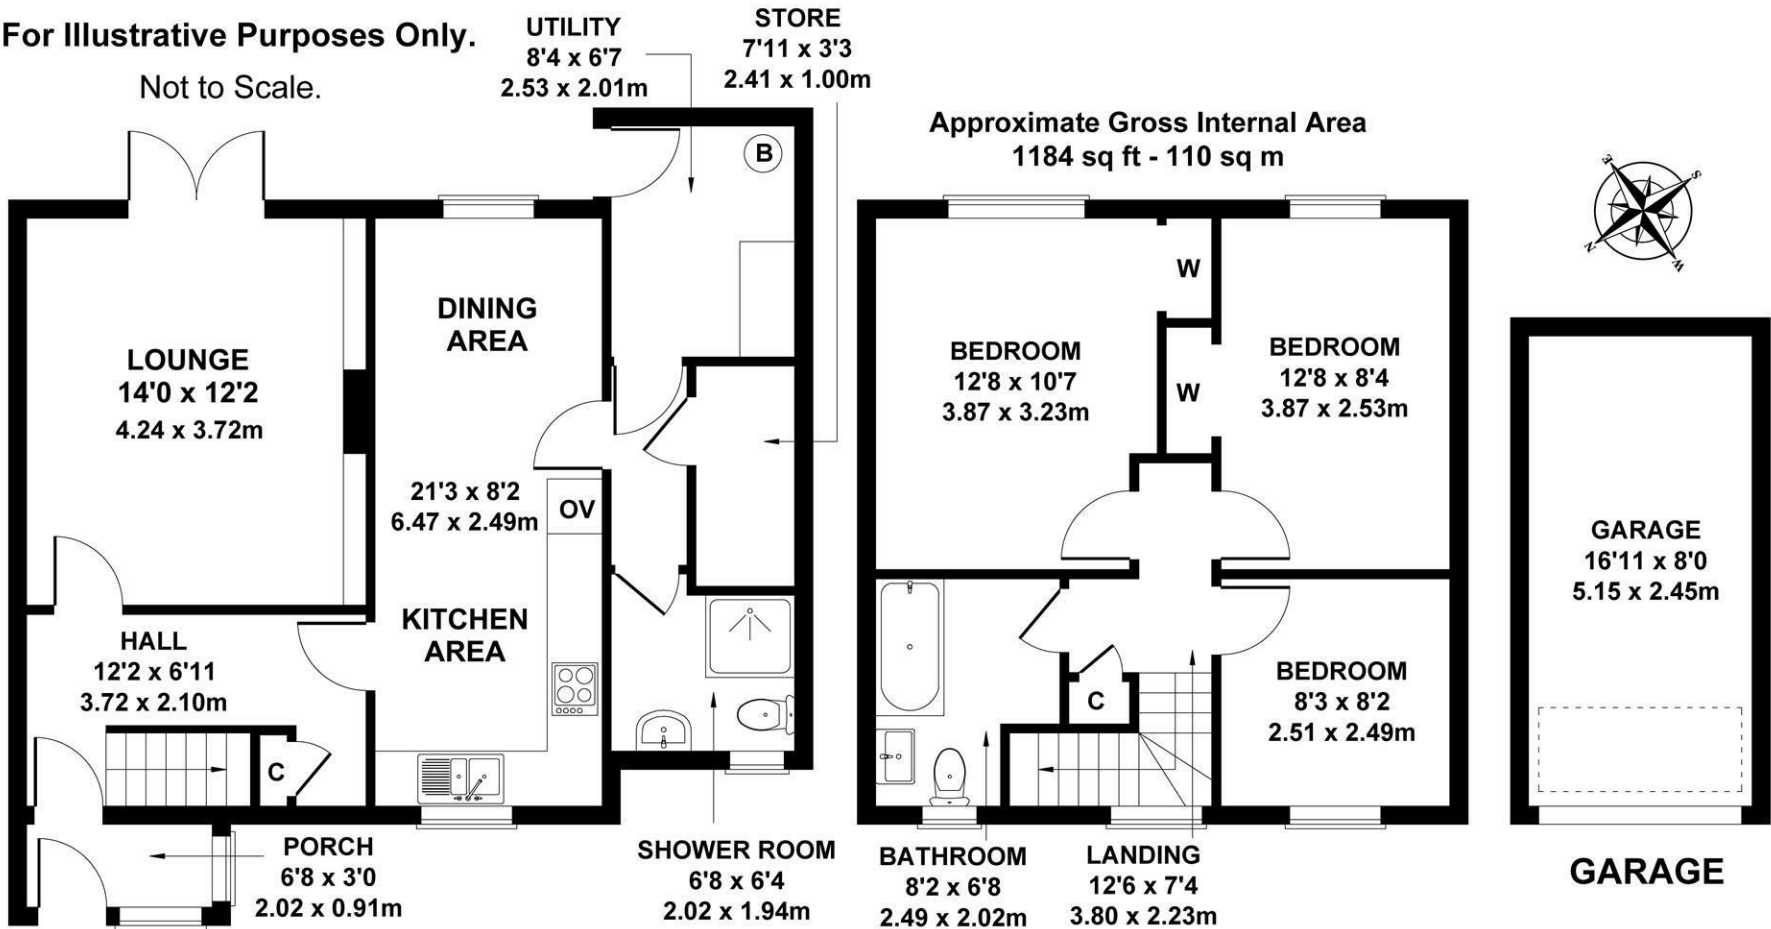 For Illustrative Purposes Only.
Not to Scale.
UTILITY
8'4 x 6'7
2.53 x 2.01m
STORE
7'11 x 3'3
2.41 x 1.00m
B
LOUNGE
14'0 x 12'2
4.24 x 3.72m
DINING
AREA
21'3 x 8'2
6.47 x 2.49m
OV
KITCHEN
AREA
HALL
12'2 x 6'11
3.72 x 2.10m
C
PORCH
6'8 x 3'0
2.02 x 0.91m
SHOWER ROOM
6'8 x 6'4
2.02 x 1.94m
Approximate Gross Internal Area
1184 sq ft - 110 sq m
W
W
BEDROOM
12'8 x 10'7
3.87 x 3.23m
BEDROOM
12'8 x 8'4
3.87 x 2.53m
BEDROOM
8'3 x 8'2
2.51 x 2.49m
C
BATHROOM
8'2 x 6'8
2.49 x 2.02m
LANDING
12'6 x 7'4
3.80 x 2.23m
E
S
N
W
GARAGE
16'11 x 8'0
5.15 x 2.45m
GARAGE